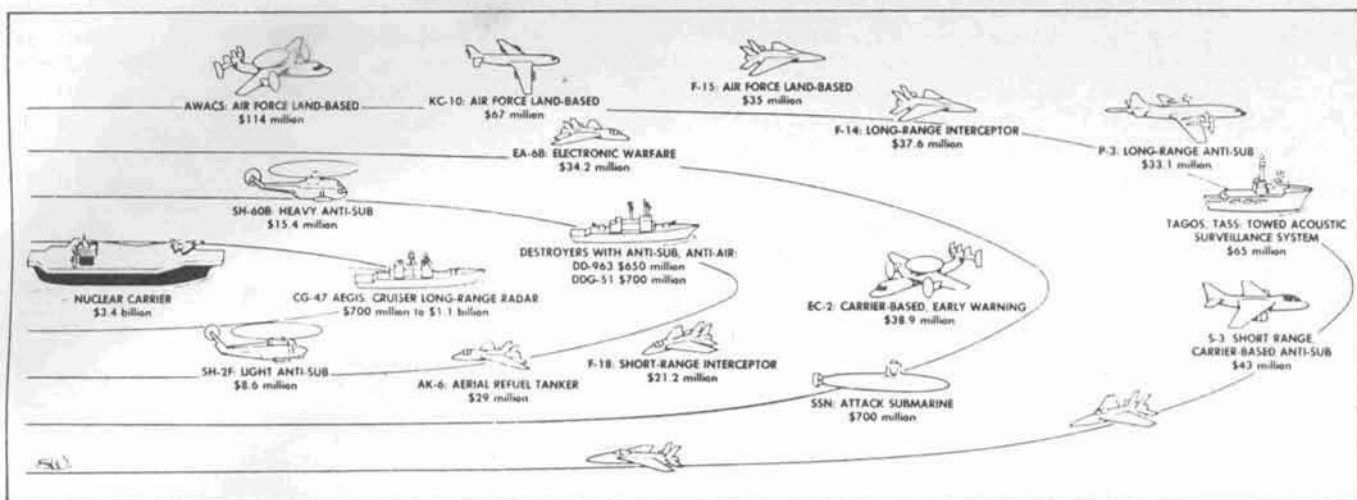 AWACS: AIR FORCE LAND-BASED
$114 million
KC-10: AIR FORCE LAND-BASED
$67 million
F-15: AIR FORCE LAND-BASED
$35 million
F-14: LONG-RANGE INTERCEPTOR
$37.6 million
P-3: LONG-RANGE ANTI-SUB
$33.1 million
EA-6B: ELECTRONIC WARFARE
$34.2 million
SH-60B: HEAVY ANTI-SUB
$15.4 million
DESTROYERS WITH ANTI-SUB, ANTI-AIR:
DD-963 $650 million
DDG-51 $700 million
TAGOS, TASS: TOWED ACOUSTIC
SURVEILLANCE SYSTEM
$65 million
NUCLEAR CARRIER
$3.4 billion
CG-47 AEGIS: CRUISER LONG-RANGE RADAR
$700 million to $1.1 billion
EC-2: CARRIER-BASED, EARLY WARNING
$38.9 million
S-3: SHORT RANGE,
CARRIER-BASED ANTI-SUB
$43 million
SH-2F: LIGHT ANTI-SUB
$8.6 million
AK-6: AERIAL REFUEL TANKER
$29 million
F-18: SHORT-RANGE INTERCEPTOR
$21.2 million
SSN: ATTACK SUBMARINE
$700 million
SW.